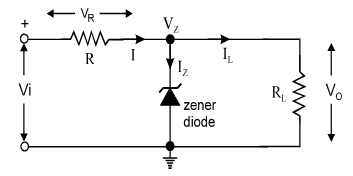 +
V_R
V_Z
R
I
I_L
I_Z
Vi
zener
diode
R_L
V_O